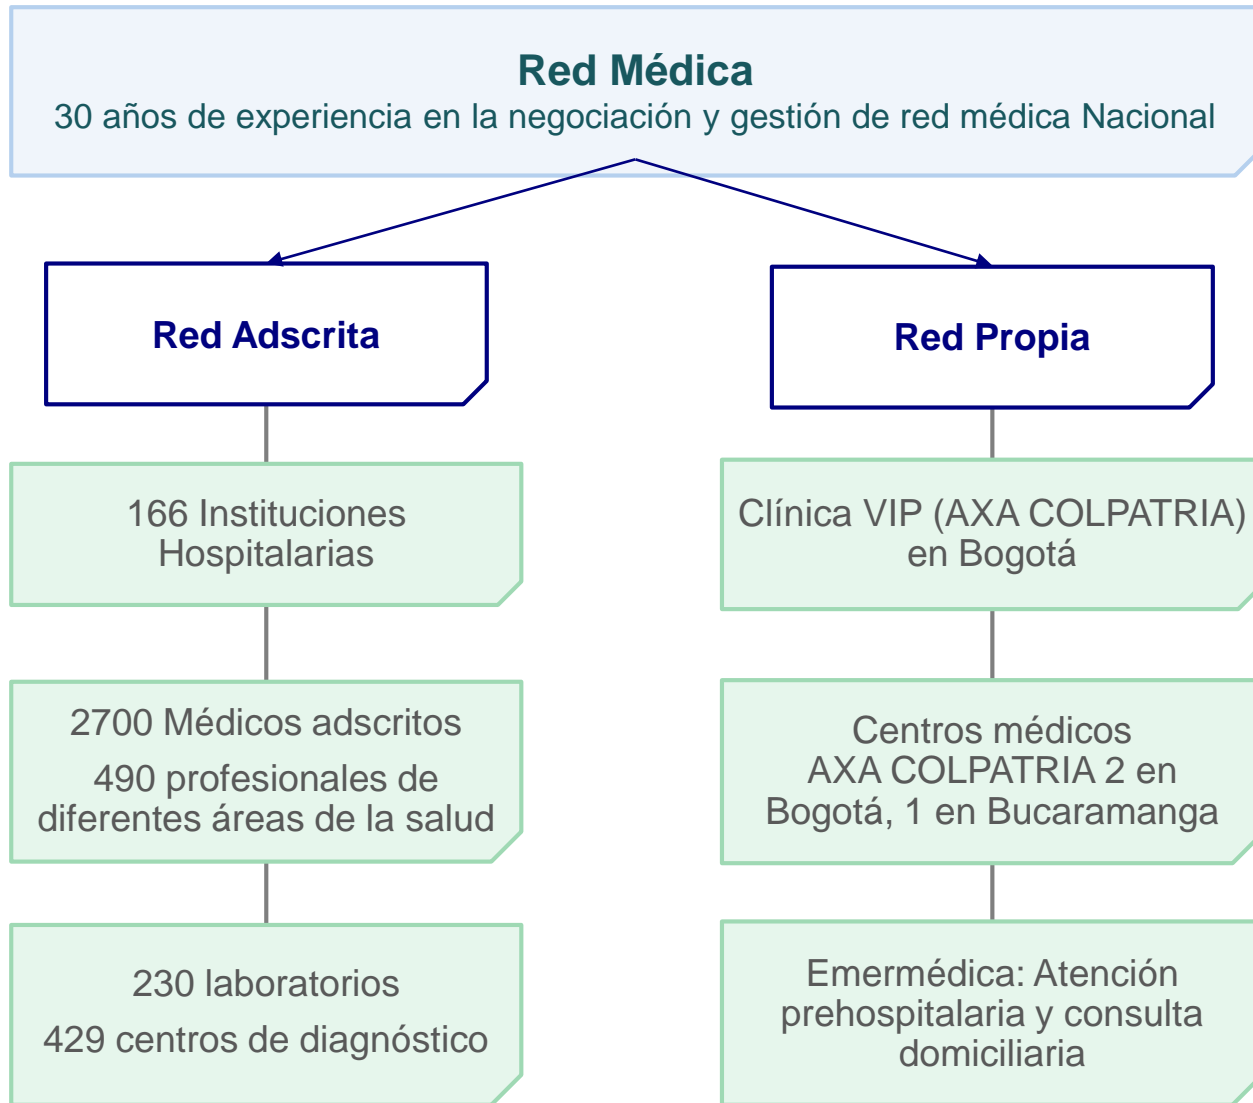 Red Médica
30 años de experiencia en la negociación y gestión de red médica Nacional
Red Adscrita
166 Instituciones
Hospitalarias
2700 Médicos adscritos
490 profesionales de
diferentes áreas de la salud
230 laboratorios
429 centros de diagnóstico
Red Propia
Clínica VIP (AXA COLPATRIA)
en Bogotá
Centros médicos
AXA COLPATRIA 2 en
Bogotá, 1 en Bucaramanga
Emermédica: Atención
prehospitalaria y consulta
domiciliaria